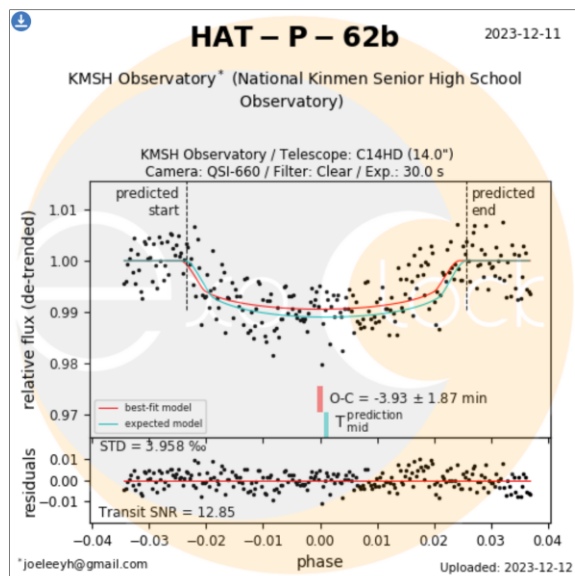 HAT – P – 62b
2023-12-11
KMSH Observatory* (National Kinmen Senior High School
Observatory)
KMSH Observatory / Telescope: C14HD (14.0")
Camera: QSI-660 / Filter: Clear / Exp.: 30.0 s
predicted
start
predicted
end
relative flux (de-trended)
1.01
1.00
0.99
0.98
0.97
O-C = -3.93 ± 1.87 min
T prediction mid
best-fit model
expected model
STD = 3.958 ‰
residuals
0.01
0.00
−0.01
Transit SNR = 12.85
−0.04 −0.03 −0.02 −0.01 0.00 0.01 0.02 0.03 0.04
phase
*joeleeyh@gmail.com
Uploaded: 2023-12-12